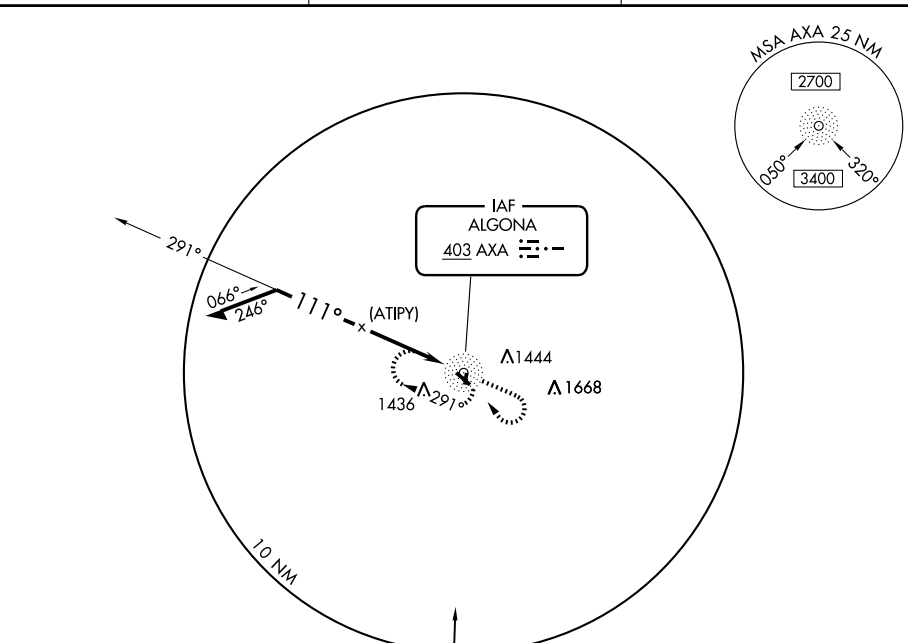 MSA AXA 25 NM
2700
050°
320°
3400
IAF
ALGONA
403 AXA
291°
066°
246°
111°
(ATIPY)
1444
1668
1436
291°
10 NM